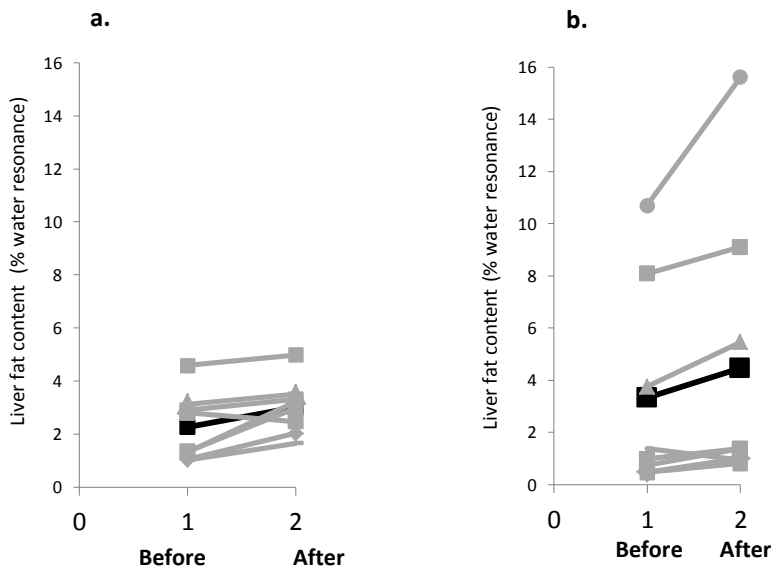 a.
Liver fat content (% water resonance)
16
14
12
10
8
6
4
2
0
0 1 2
Before After
b.
Liver fat content (% water resonance)
16
14
12
10
8
6
4
2
0
0 1 2
Before After